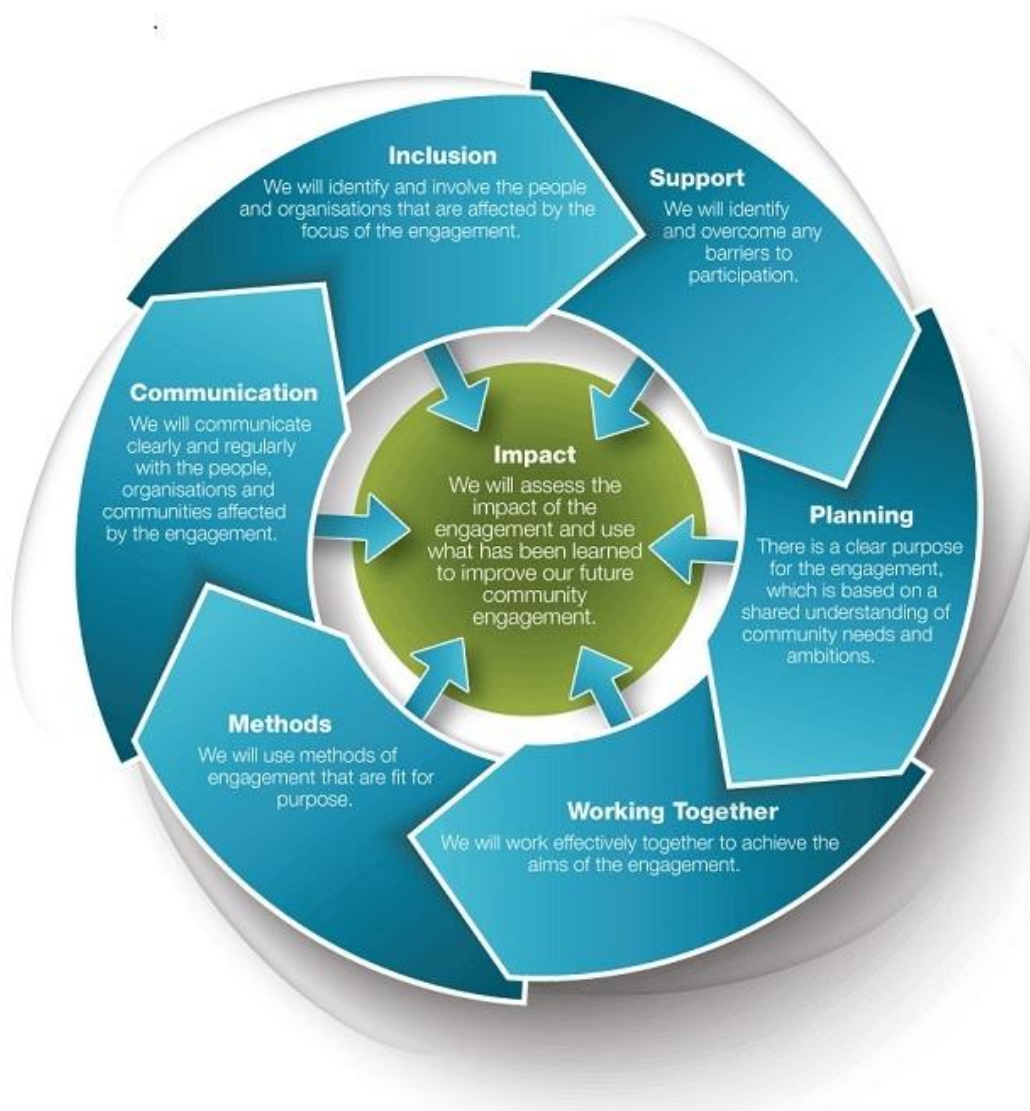 Inclusion
We will identify and involve the people
and organisations that are affected by the
focus of the engagement.
Support
We will identify
and overcome any
barriers to
participation.
Planning
There is a clear purpose
for the engagement,
which is based on a
shared understanding of
community needs and
ambitions.
Working Together
We will work effectively together to achieve the
aims of the engagement.
Methods
We will use methods of
engagement that are fit for
purpose.
Communication
We will communicate
clearly and regularly
with the people,
organisations and
communities affected
by the engagement.
Impact
We will assess the
impact of the
engagement and use
what has been learned
to improve our future
community
engagement.